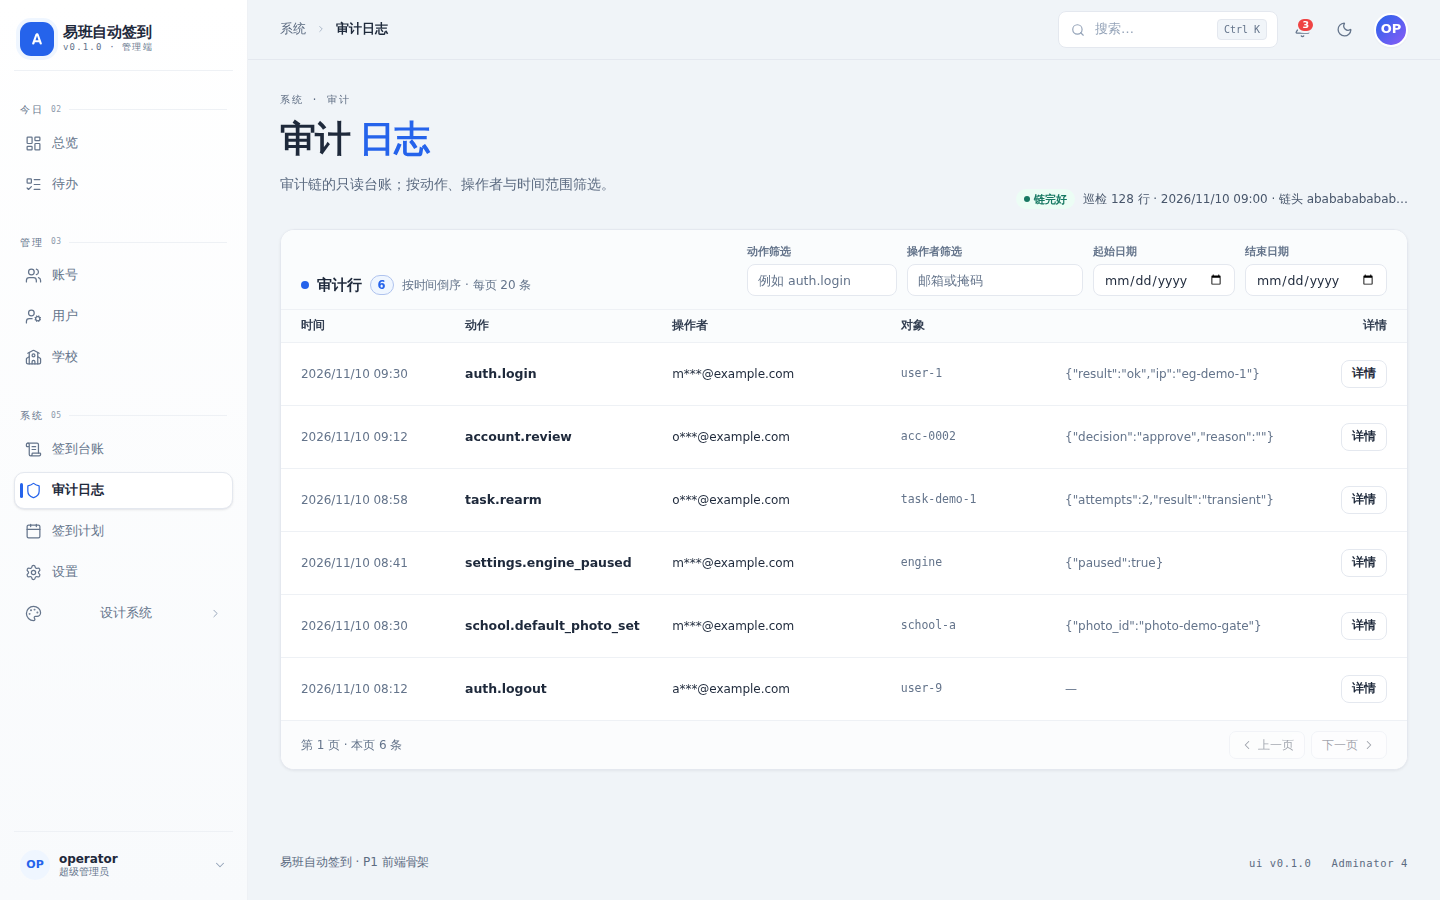 A
易班自动签到
v0.1.0 · 管理端
今日 02
总览
待办
管理 03
账号
用户
学校
系统 05
签到台账
审计日志
签到计划
设置
设计系统
OP
operator
超级管理员
系统 › 审计日志
搜索… Ctrl K
3
OP
系统 · 审计
审计 日志
审计链的只读台账；按动作、操作者与时间范围筛选。
链完好 巡检 128 行 · 2026/11/10 09:00 · 链头 abababababab…
审计行 6 按时间倒序 · 每页 20 条
动作筛选 操作者筛选 起始日期 结束日期
例如 auth.login 邮箱或掩码 mm/dd/yyyy mm/dd/yyyy
时间 动作 操作者 对象 详情
2026/11/10 09:30 auth.login m***@example.com user-1 {"result":"ok","ip":"eg-demo-1"} 详情
2026/11/10 09:12 account.review o***@example.com acc-0002 {"decision":"approve","reason":""} 详情
2026/11/10 08:58 task.rearm o***@example.com task-demo-1 {"attempts":2,"result":"transient"} 详情
2026/11/10 08:41 settings.engine_paused m***@example.com engine {"paused":true} 详情
2026/11/10 08:30 school.default_photo_set m***@example.com school-a {"photo_id":"photo-demo-gate"} 详情
2026/11/10 08:12 auth.logout a***@example.com user-9 — 详情
第 1 页 · 本页 6 条 上一页 下一页
易班自动签到 · P1 前端骨架
ui v0.1.0 Adminator 4